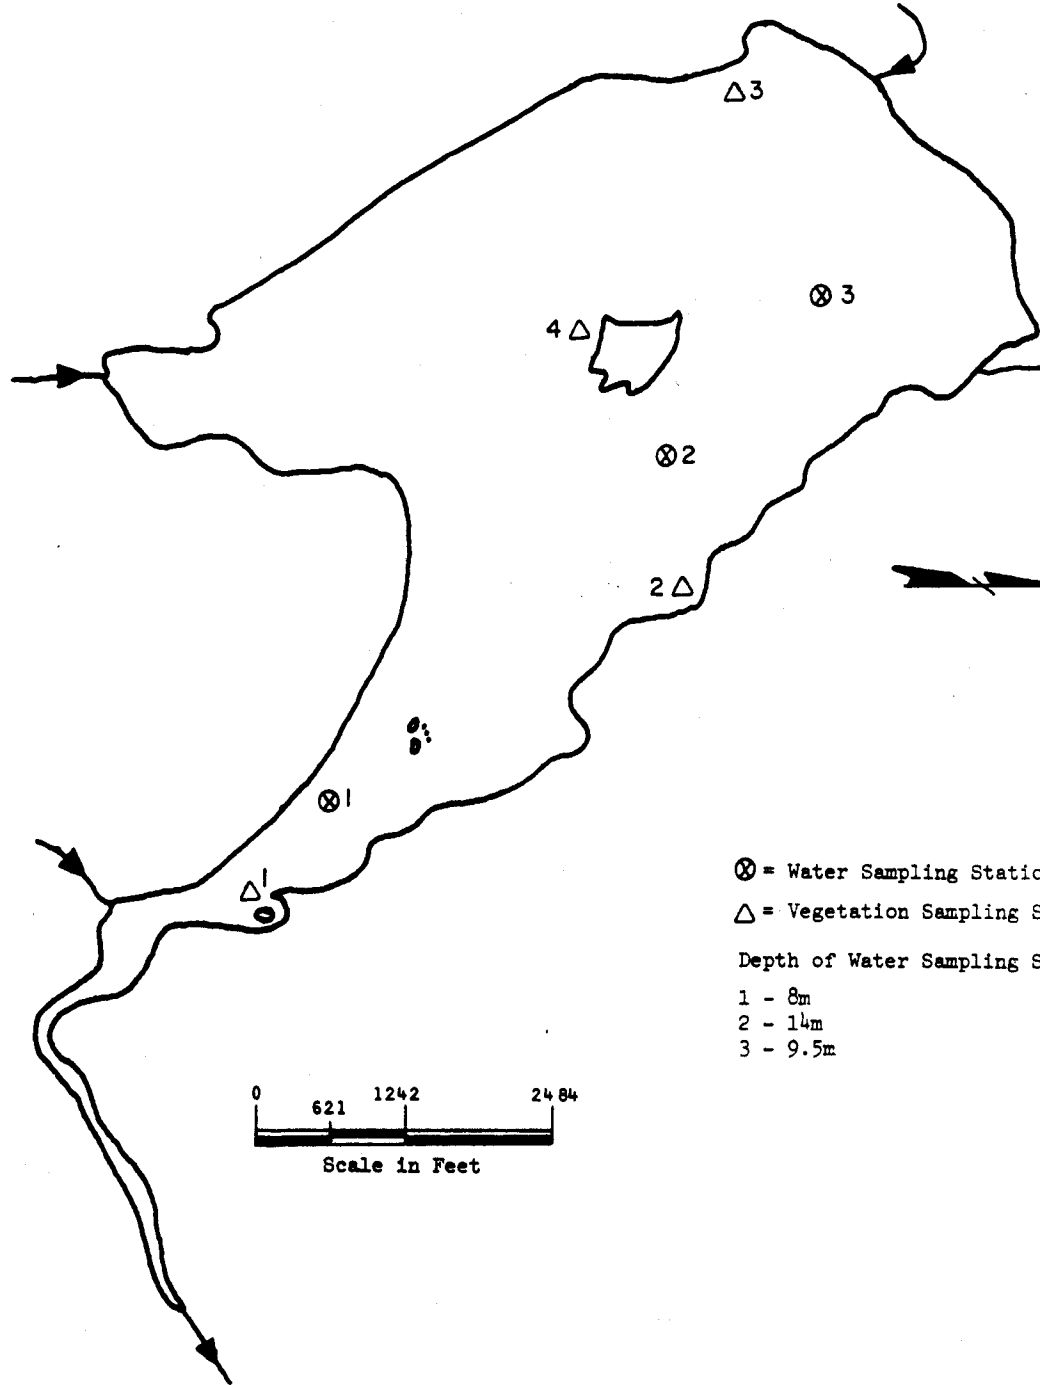 3
3
4
2
2
1
1
⊗ = Water Sampling Statio
△ = Vegetation Sampling S
Depth of Water Sampling S
1 - 8m
2 - 14m
3 - 9.5m
0 621 1242 2484
Scale in Feet